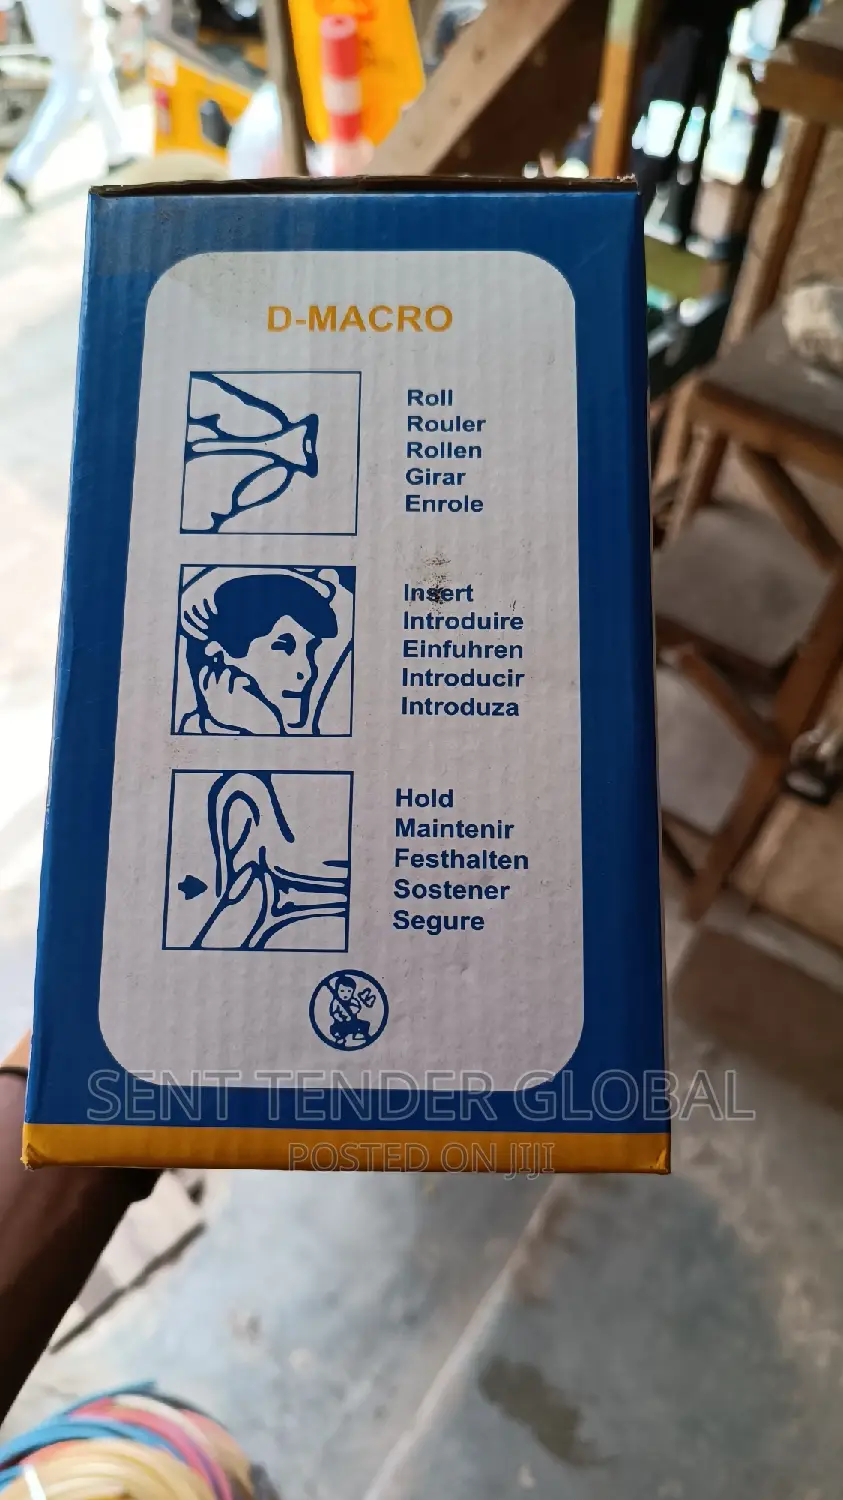 D-MACRO
Roll
Rouler
Rollen
Girar
Enrole
Insert
Introduire
Einfuhren
Introducir
Introduza
Hold
Maintenir
Festhalten
Sostener
Segure
SENT TENDER GLOBAL
POSTED ON JIJI